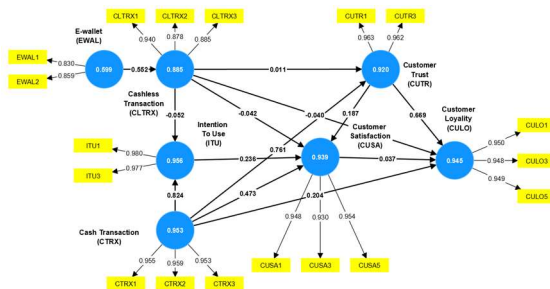 E-wallet
(EWAL)
CLTRX1
CLTRX2
CLTRX3
CUTR1
CUTR3
0.940
0.878
0.885
0.963
0.962
EWAL1
EWAL2
0.830
0.859
0.599
0.552
0.885
0.011
0.920
Customer
Trust
(CUTR)
Cashless
Transaction
(CLTRX)
-0.052
Intention
To Use
(ITU)
-0.042
-0.040
0.761
0.187
Customer
Satisfaction
(CUSA)
0.669
Customer
Loyality
(CULO)
ITU1
ITU3
0.980
0.977
0.956
0.236
0.939
0.037
0.945
0.950
0.948
0.949
CULO1
CULO3
CULO5
0.824
0.473
0.204
Cash Transaction
(CTRX)
0.953
0.948
0.930
0.954
0.955
0.959
0.953
CTRX1
CTRX2
CTRX3
CUSA1
CUSA3
CUSA5